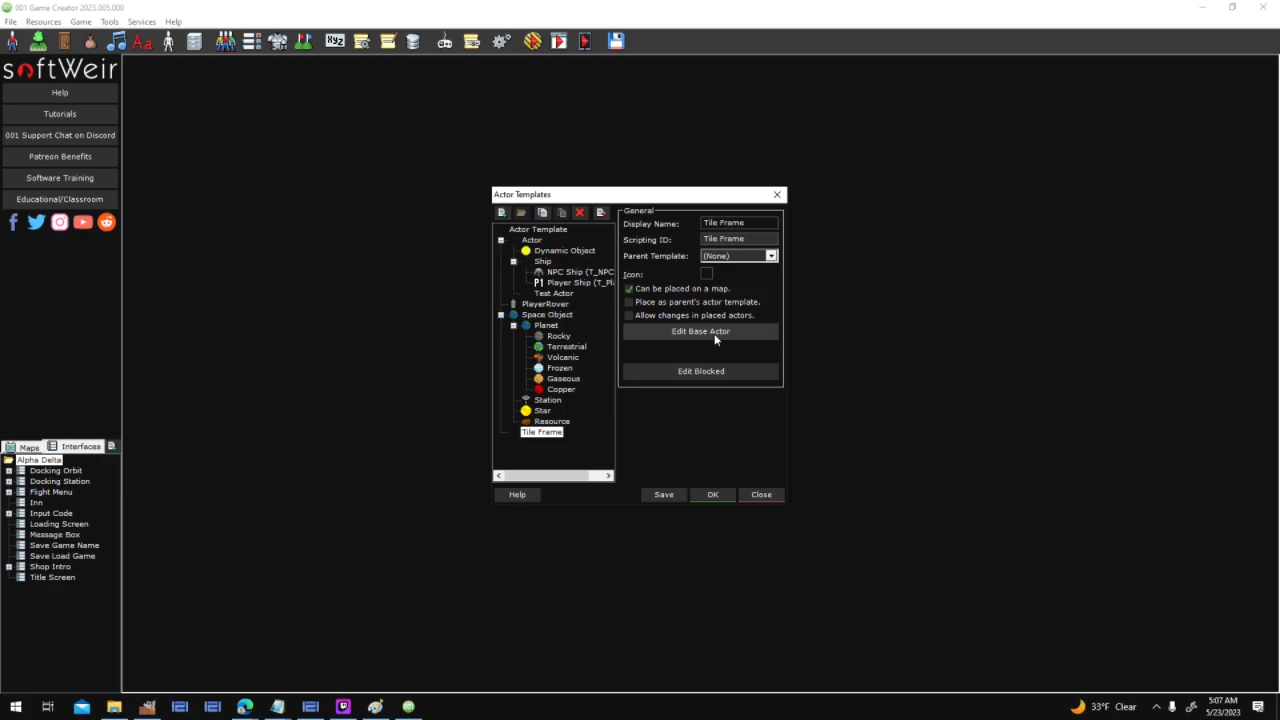 001 Game Creator 2023.005.000
File Resources Game Tools Services Help
Aa
xyz
softWeir
Help
Tutorials
001 Support Chat on Discord
Patreon Benefits
Software Training
Educational/Classroom
Maps Interfaces
Alpha Delta
Docking Orbit
Docking Station
Flight Menu
Inn
Input Code
Loading Screen
Message Box
Save Game Name
Save Load Game
Shop Intro
Title Screen
Actor Templates
Actor Template
Actor
Dynamic Object
Ship
NPC Ship (T_NPC
P1 Player Ship (T_Pl
Test Actor
PlayerRover
Space Object
Planet
Rocky
Terrestrial
Volcanic
Frozen
Gaseous
Copper
Station
Star
Resource
Tile Frame
General
Display Name: Tile Frame
Scripting ID: Tile Frame
Parent Template: (None)
Icon:
Can be placed on a map.
Place as parent's actor template.
Allow changes in placed actors.
Edit Base Actor
Edit Blocked
Help Save OK Close
33°F Clear
5:07 AM
5/23/2023